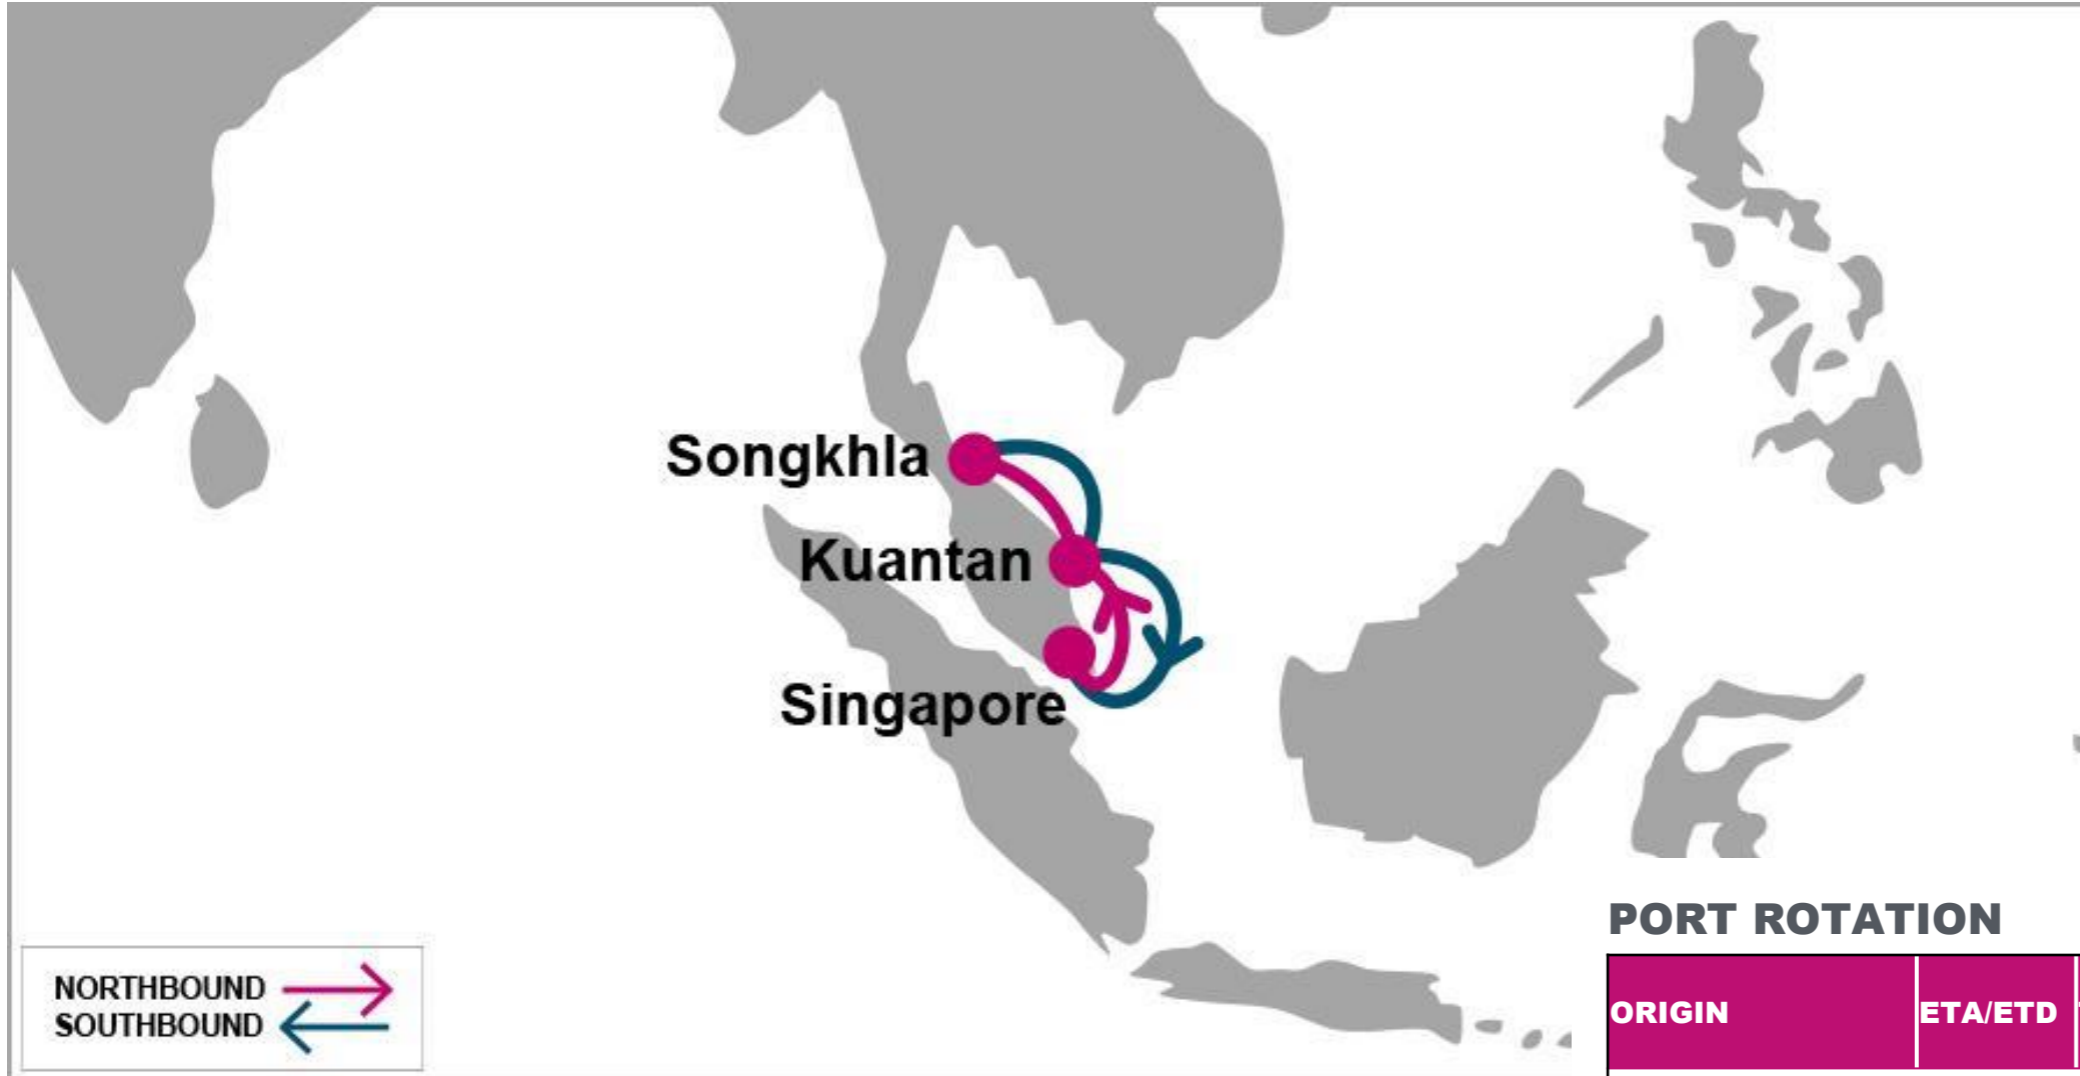 Songkhla
Kuantan
Singapore
NORTHBOUND
SOUTHBOUND
PORT ROTATION
ORIGIN ETA/ETD